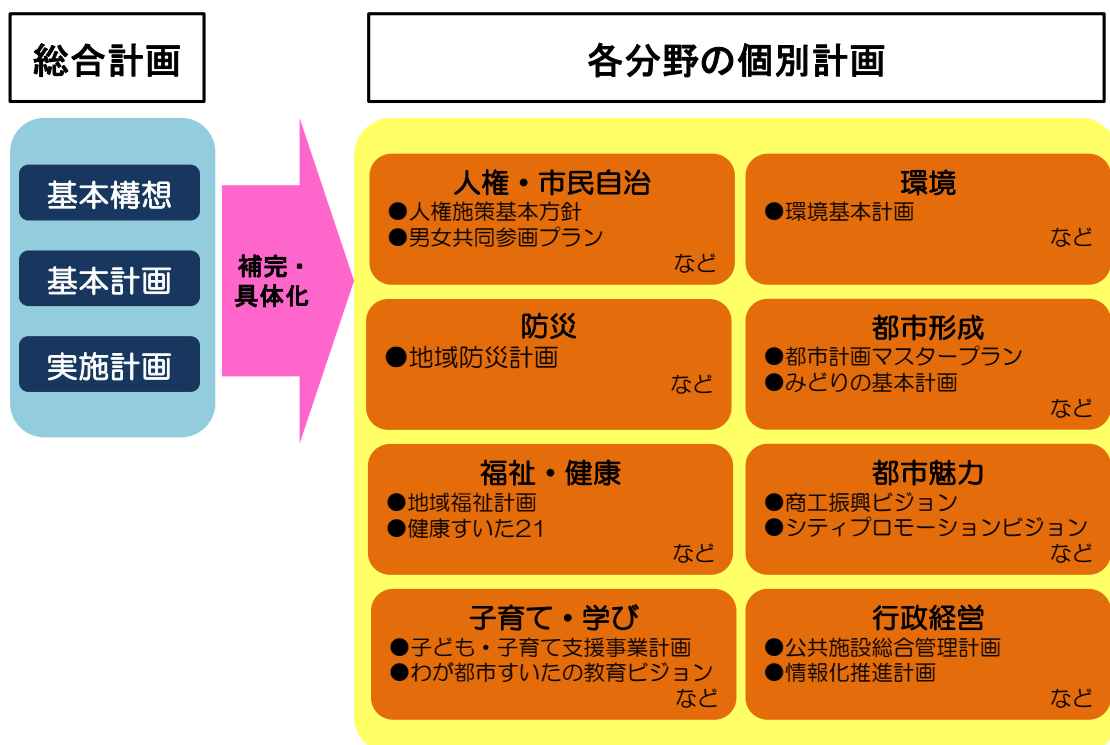 総合計画
各分野の個別計画
基本構想
基本計画
実施計画
補完・
具体化
人権・市民自治
●人権施策基本方針
●男女共同参画プラン
など
環境
●環境基本計画
など
防災
●地域防災計画
など
都市形成
●都市計画マスタープラン
●みどりの基本計画
など
福祉・健康
●地域福祉計画
●健康すいた21
など
都市魅力
●商工振興ビジョン
●シティプロモーションビジョン
など
子育て・学び
●子ども・子育て支援事業計画
●わが都市すいたの教育ビジョン
など
行政経営
●公共施設総合管理計画
●情報化推進計画
など